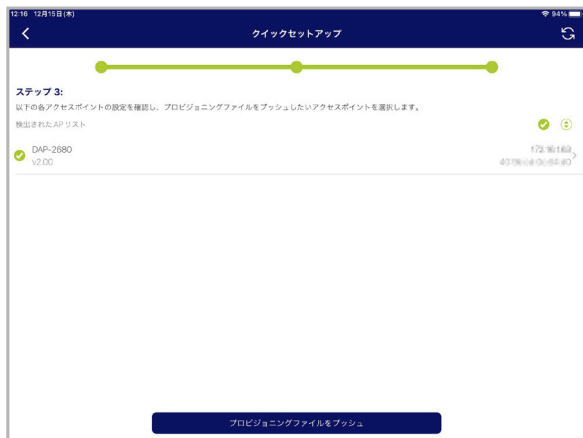 12:16 12月15日(木) 94%
クイックセットアップ
ステップ 3:
以下の各アクセスポイントの設定を確認し、プロビジョニングファイルをプッシュしたいアクセスポイントを選択します。
検出されたAPリスト
DAP-2680
v2.00
プロビジョニングファイルをプッシュ